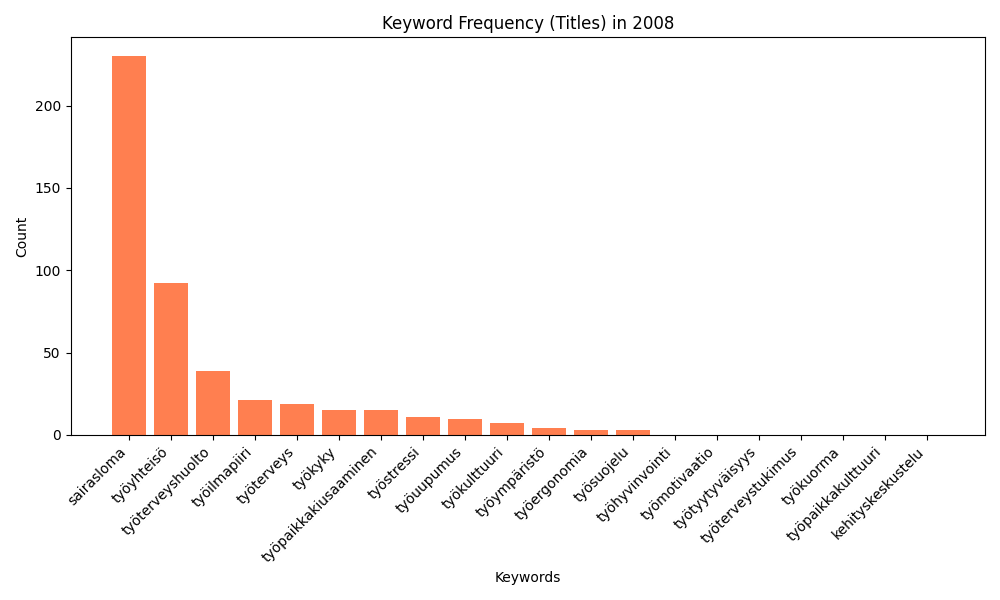 Keyword Frequency (Titles) in 2008
Count
200
150
100
50
0
sairasloma
työyhteisö
työterveyshuolto
työilmapiiri
työterveys
työkyky
työpaikkakiusaaminen
työstressi
työuupumus
työkulttuuri
työympäristö
työergonomia
työsuojelu
työhyvinvointi
työmotivaatio
työtyytyväisyys
työterveystukimus
työkuorma
työpaikkakulttuuri
kehityskeskustelu
Keywords